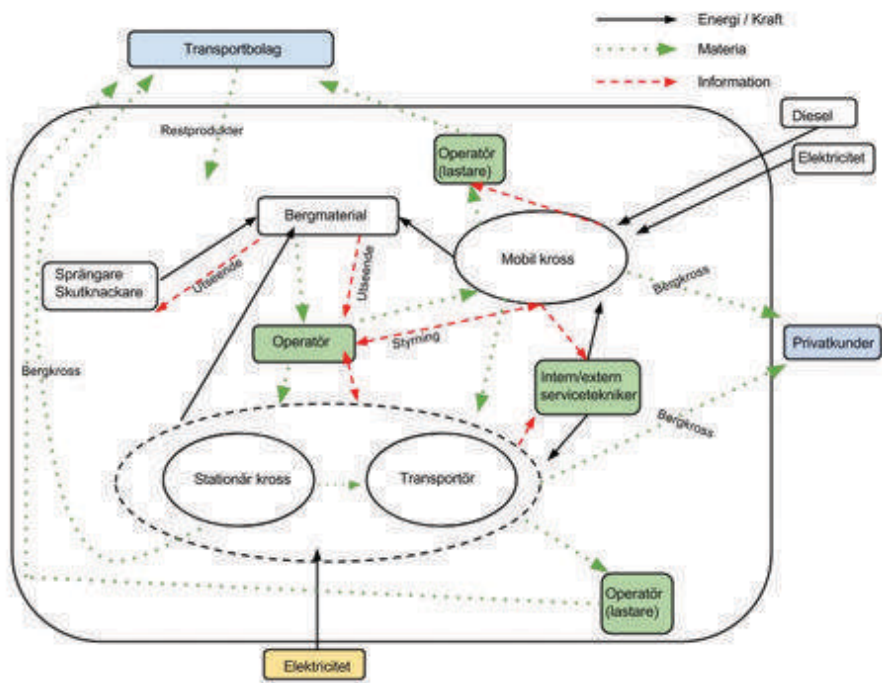 Energi / Kraft
Transportbolag
Materia
Information
Diesel
Restprodukter
Operatör
(lastare)
Elektricitet
Bergmaterial
Mobil kross
Sprängare
Skutknackare
Utseende
Utseende
Bergkross
Operatör
Styrning
Privatkunder
Bergkross
Intern/extern
servicetekniker
Bergkross
Stationär kross
Transportör
Operatör
(lastare)
Elektricitet